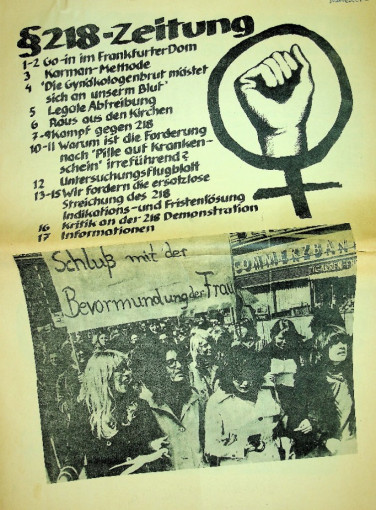 §218-Zeitung
1-2 Go-in im Frankfurter Dom
3 Karman-Methode
4 'Die Gynäkologenbrut mästet
sich an unserm Blut'
5 Legale Abtreibung
6 Raus aus den Kirchen
7-9 Kampf gegen 218
10-11 Warum ist die Forderung
nach 'Pille auf Kranken-
schein' irreführend?
12 Untersuchungsflugblatt
13-15 Wir fordern die ersatzlose
Streichung des 218
Indikations- und Fristenlösung
16 Kritik an der 218 Demonstration
17 Informationen
Schluß mit der
Bevormundung der Frau
COMMERZBAN